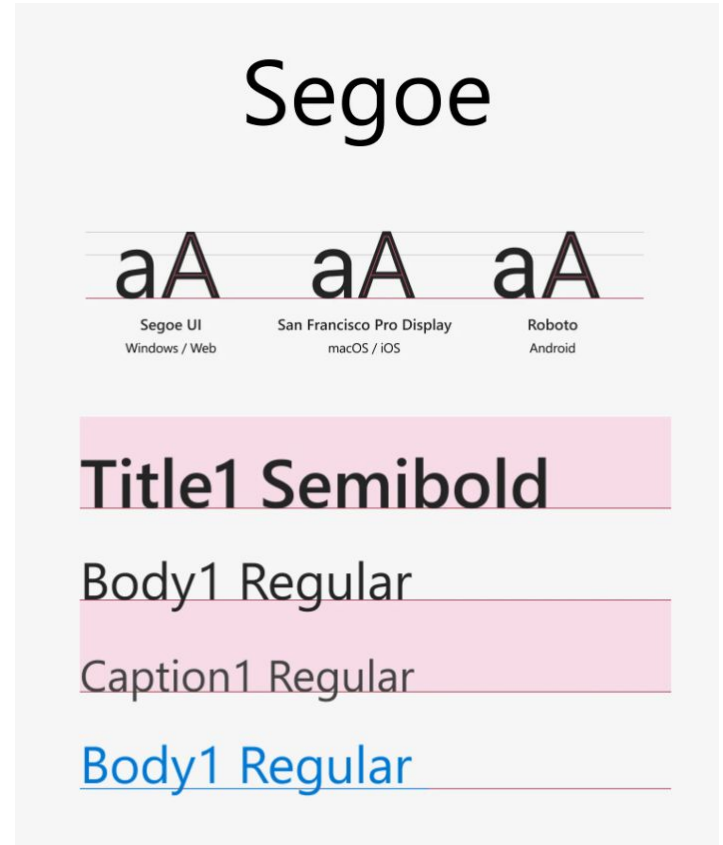 Segoe
aA aA aA
Segoe UI San Francisco Pro Display Roboto
Windows / Web macOS / iOS Android
Title1 Semibold
Body1 Regular
Caption1 Regular
Body1 Regular